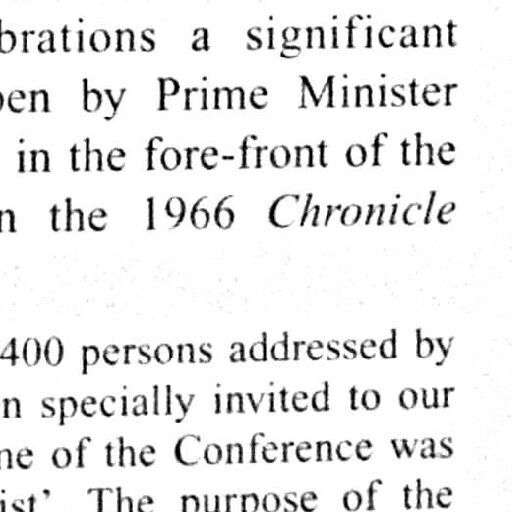 brations a significant
en by Prime Minister
in the fore-front of the
n the 1966 Chronicle
400 persons addressed by
n specially invited to our
ne of the Conference was
ist’ The purpose of the